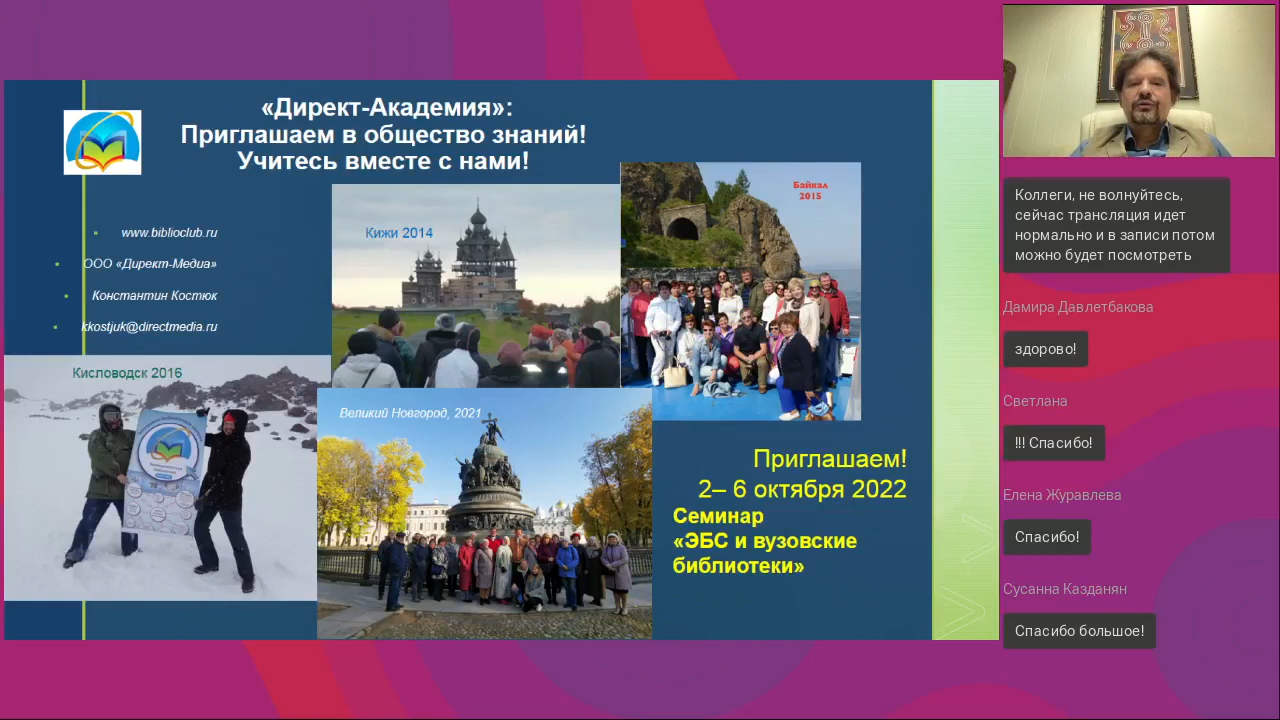 «Директ-Академия»:
Приглашаем в общество знаний!
Учитесь вместе с нами!
www.biblioclub.ru
ООО «Директ-Медиа»
Константин Костюк
kkostjuk@directmedia.ru
Кижи 2014
Байкал
2015
Кисловодск 2016
Великий Новгород, 2021
Приглашаем!
2– 6 октября 2022
Семинар
«ЭБС и вузовские
библиотеки»
Коллеги, не волнуйтесь,
сейчас трансляция идет
нормально и в записи потом
можно будет посмотреть
Дамира Давлетбакова
здорово!
Светлана
!!! Спасибо!
Елена Журавлева
Спасибо!
Сусанна Казданян
Спасибо большое!